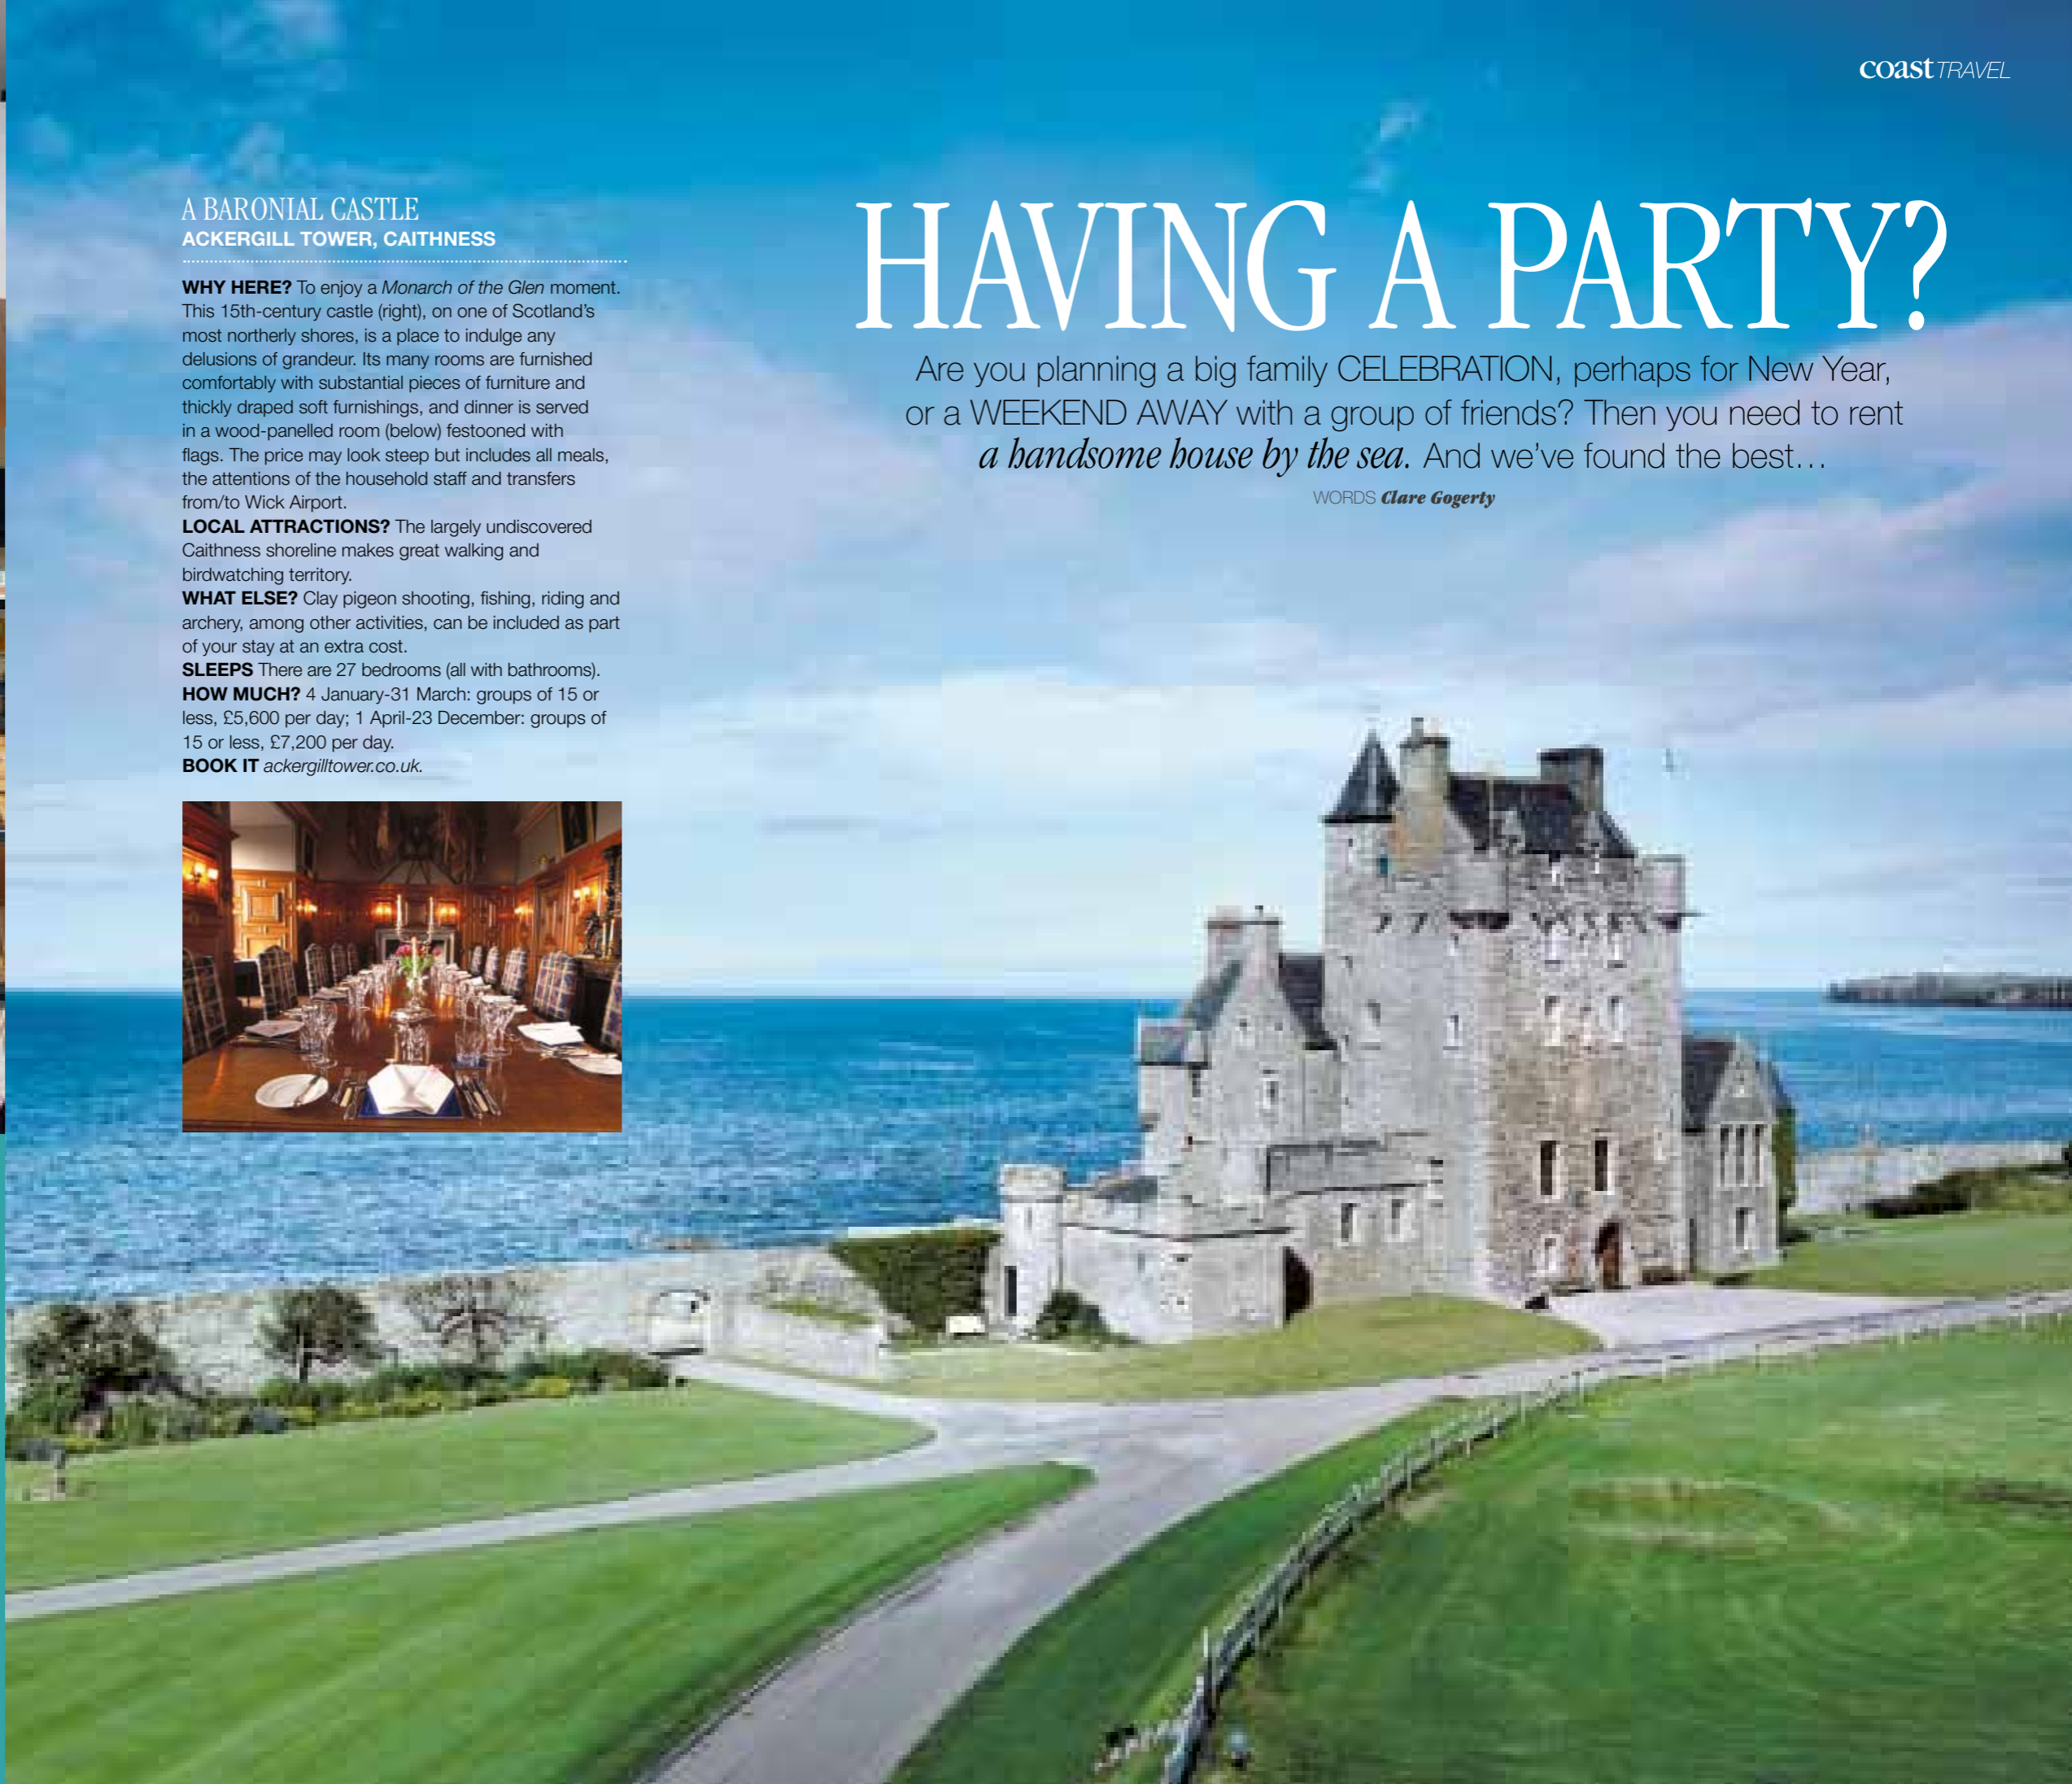 coast TRAVEL
A BARONIAL CASTLE
ACKERGILL TOWER, CAITHNESS
WHY HERE? To enjoy a Monarch of the Glen moment.
This 15th-century castle (right), on one of Scotland’s
most northerly shores, is a place to indulge any
delusions of grandeur. Its many rooms are furnished
comfortably with substantial pieces of furniture and
thickly draped soft furnishings, and dinner is served
in a wood-panelled room (below) festooned with
flags. The price may look steep but includes all meals,
the attentions of the household staff and transfers
from/to Wick Airport.
LOCAL ATTRACTIONS? The largely undiscovered
Caithness shoreline makes great walking and
birdwatching territory.
WHAT ELSE? Clay pigeon shooting, fishing, riding and
archery, among other activities, can be included as part
of your stay at an extra cost.
SLEEPS There are 27 bedrooms (all with bathrooms).
HOW MUCH? 4 January-31 March: groups of 15 or
less, £5,600 per day; 1 April-23 December: groups of
15 or less, £7,200 per day.
BOOK IT ackergilltower.co.uk.
HAVING A PARTY?
Are you planning a big family CELEBRATION, perhaps for New Year,
or a WEEKEND AWAY with a group of friends? Then you need to rent
a handsome house by the sea. And we’ve found the best…
WORDS Clare Gogerty